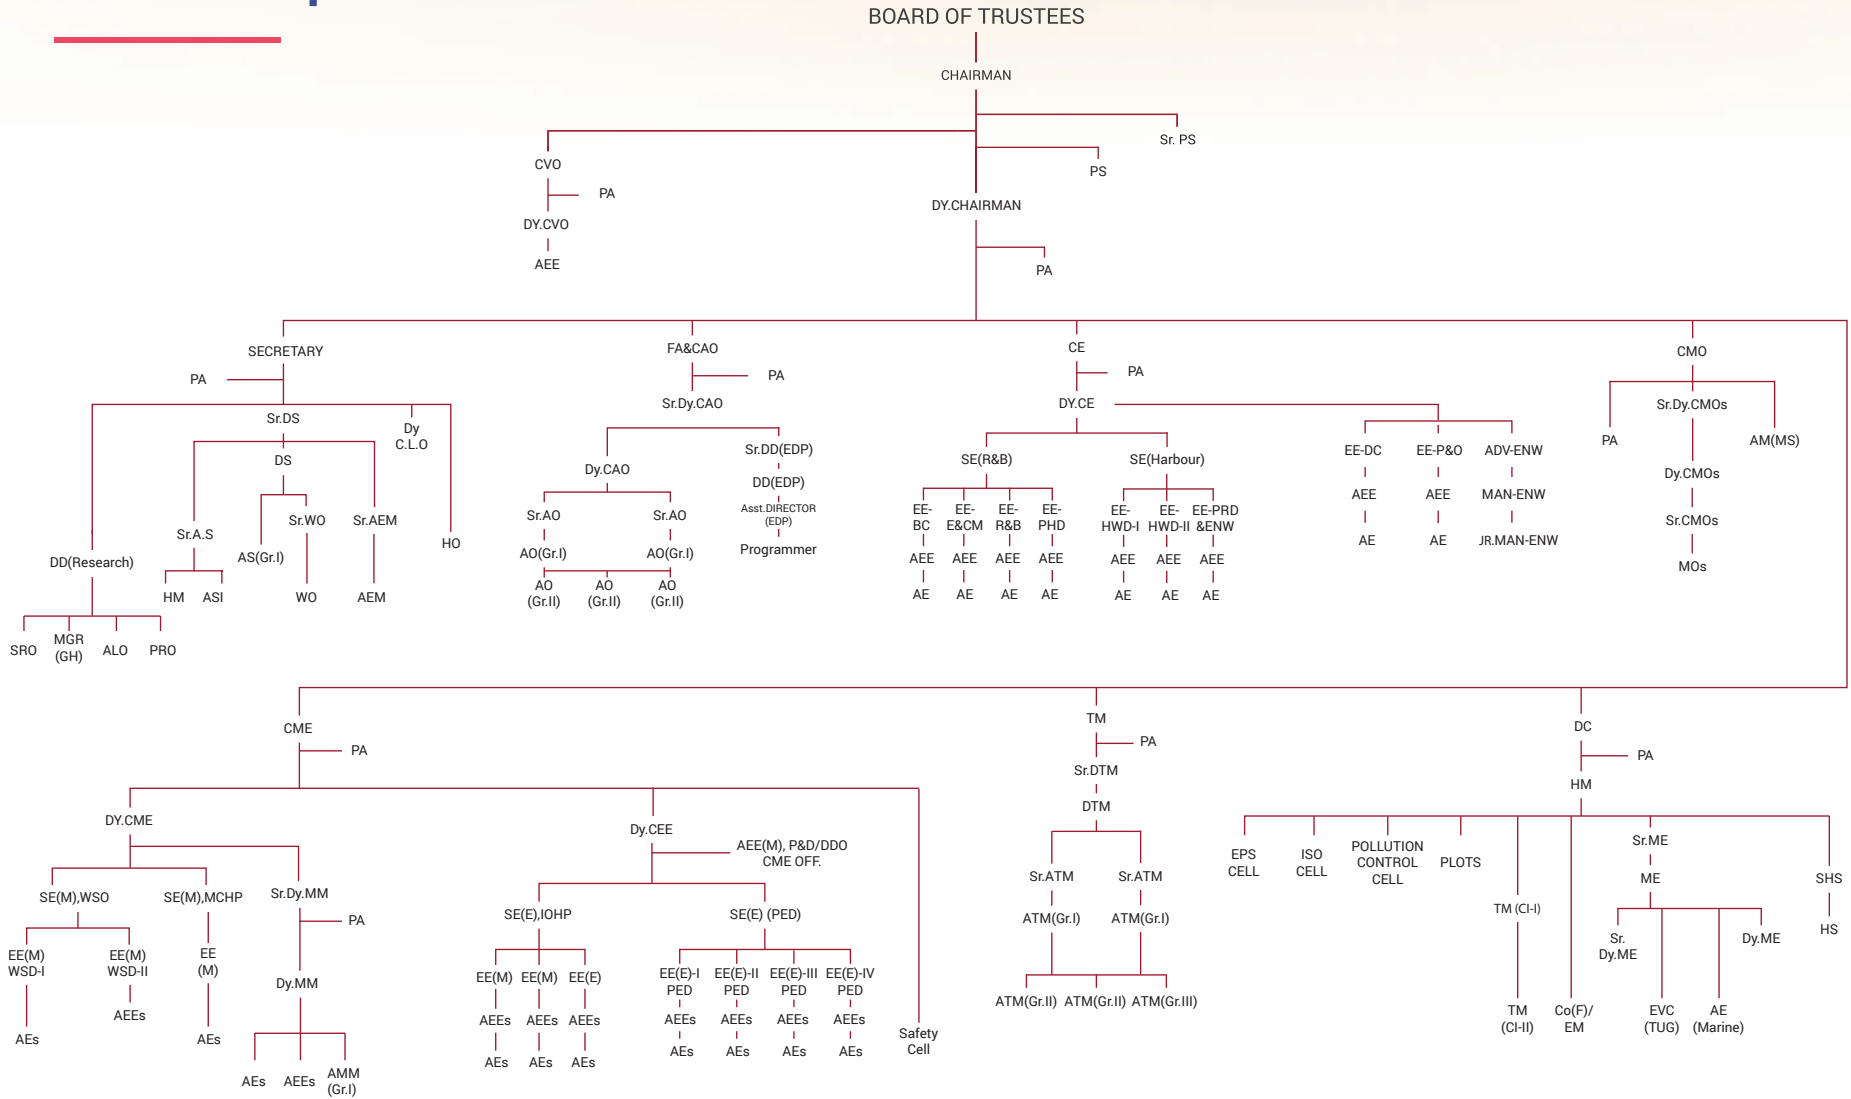 BOARD OF TRUSTEES
CHAIRMAN
Sr. PS
CVO
PS
PA
DY.CHAIRMAN
DY.CVO
AEE
PA
SECRETARY
FA&CAO
CE
CMO
PA
PA
PA
Sr.Dy.CAO
DY.CE
Sr.Dy.CMOs
Sr.DS
Dy
C.L.O
PA
AM(MS)
DS
Dy.CAO
Sr.DD(EDP)
SE(R&B)
SE(Harbour)
EE-DC
EE-P&O
ADV-ENW
Dy.CMOs
DD(EDP)
AEE
AEE
MAN-ENW
Sr.A.S
AS(Gr.I)
Sr.WO
Sr.AEM
HO
Sr.AO
Sr.AO
Asst.DIRECTOR
(EDP)
EE-
BC
EE-
E&CM
EE-
R&B
EE-
PHD
EE-
HWD-I
EE-
HWD-II
EE-PRD
&ENW
Sr.CMOs
AE
AE
JR.MAN-ENW
AO(Gr.I)
AO(Gr.I)
Programmer
AEE
AEE
AEE
AEE
AEE
AEE
AEE
MOs
DD(Research)
HM
ASI
WO
AEM
AO
(Gr.II)
AO
(Gr.II)
AO
(Gr.II)
AE
AE
AE
AE
AE
AE
AE
SRO
MGR
(GH)
ALO
PRO
CME
TM
DC
PA
PA
PA
Sr.DTM
HM
DTM
DY.CME
Dy.CEE
AEE(M), P&D/DDO
CME OFF.
EPS
CELL
ISO
CELL
POLLUTION
CONTROL
CELL
PLOTS
Sr.ME
ME
SHS
SE(M),WSO
SE(M),MCHP
Sr.Dy.MM
PA
SE(E),IOHP
SE(E) (PED)
Sr.ATM
Sr.ATM
ATM(Gr.I)
ATM(Gr.I)
TM (CI-I)
HS
EE(M)
WSD-I
EE(M)
WSD-II
EE
(M)
Dy.MM
EE(M)
EE(M)
EE(E)
EE(E)-I
PED
EE(E)-II
PED
EE(E)-III
PED
EE(E)-IV
PED
Sr.
Dy.ME
Dy.ME
ATM(Gr.II)
ATM(Gr.II)
ATM(Gr.III)
AEEs
AEEs
AEEs
AEEs
AEEs
AEEs
AEEs
AEEs
TM
(CI-II)
Co(F)/
EM
EVC
(TUG)
AE
(Marine)
AEs
AEs
AEs
AEs
AEs
AEs
AEs
AEs
AEs
Safety
Cell
AEs
AEEs
AMM
(Gr.I)